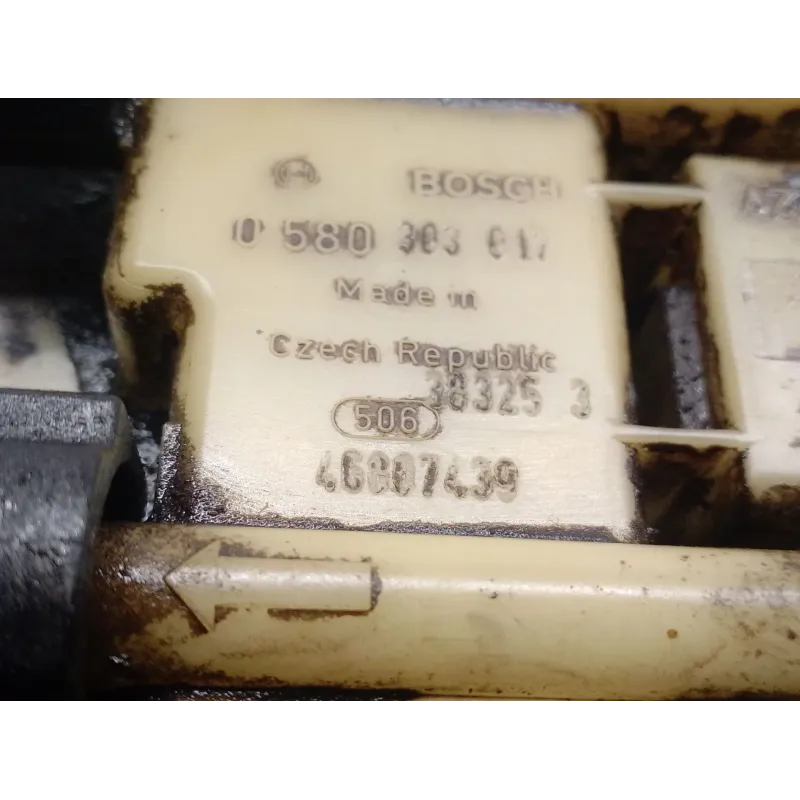 BOSCH
0 580 303 017
Made in
Czech Republic
38325 3
506
46807439